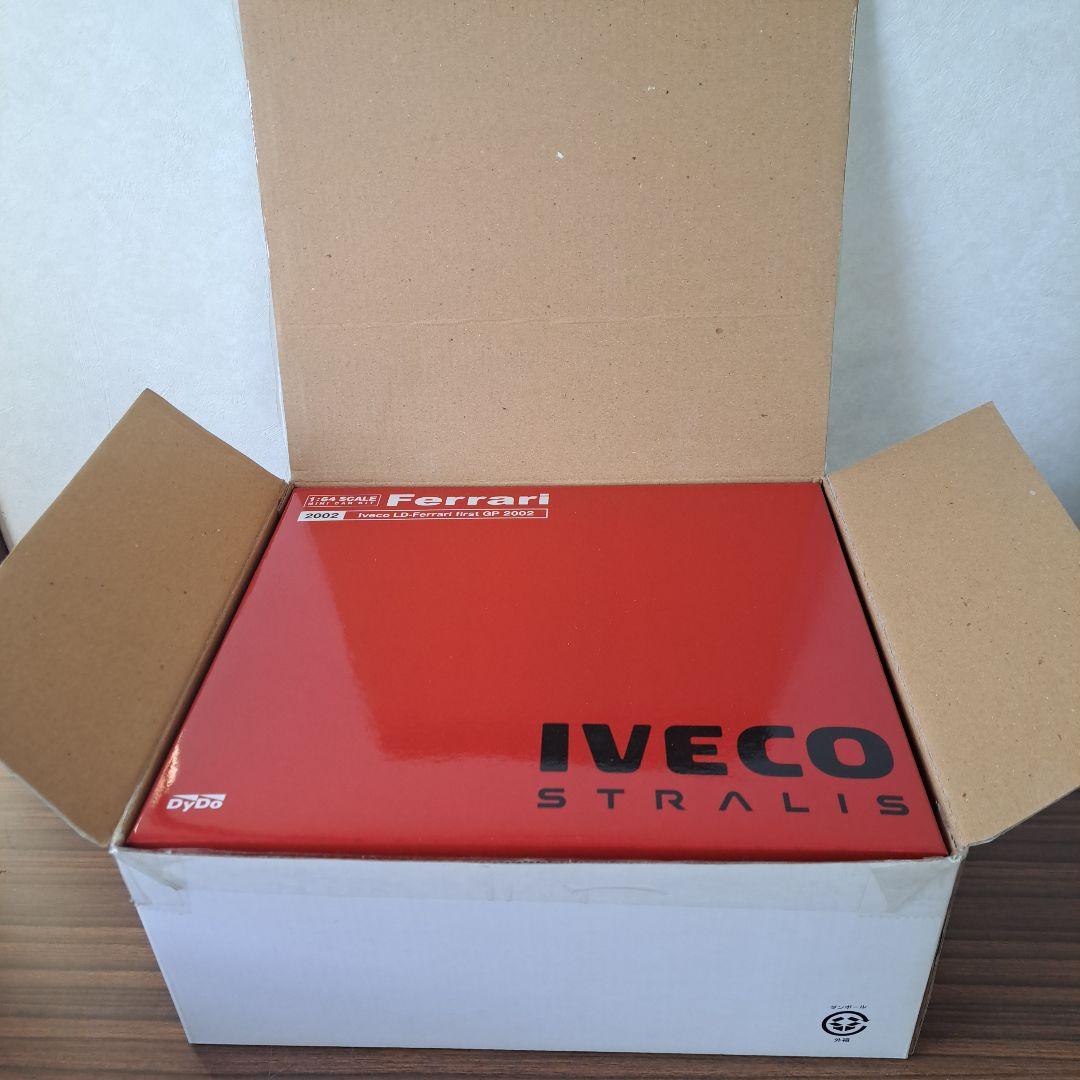 1:64 SCALE
MINI CAR KIT
Ferrari
2002
Iveco LD-Ferrari first GP 2002
IVECO
STRALIS
DyDo
ダンボール
外箱